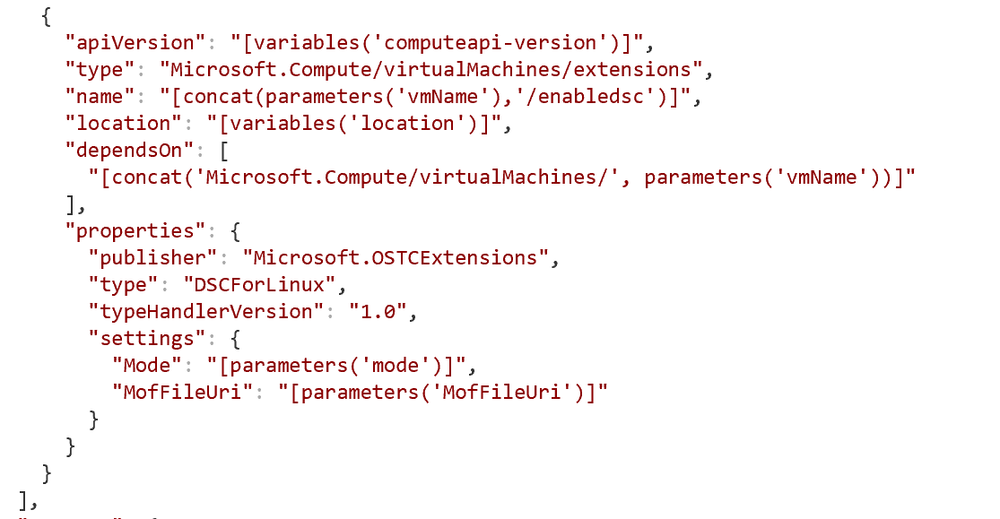 {
"apiVersion": "[variables('computeapi-version')]",
"type": "Microsoft.Compute/virtualMachines/extensions",
"name": "[concat(parameters('vmName'),'/enabledsc')]",
"location": "[variables('location')]",
"dependsOn": [
"[concat('Microsoft.Compute/virtualMachines/', parameters('vmName'))]"
],
"properties": {
"publisher": "Microsoft.OSTCExtensions",
"type": "DSCForLinux",
"typeHandlerVersion": "1.0",
"settings": {
"Mode": "[parameters('mode')]",
"MofFileUri": "[parameters('MofFileUri')]"
}
}
}
],